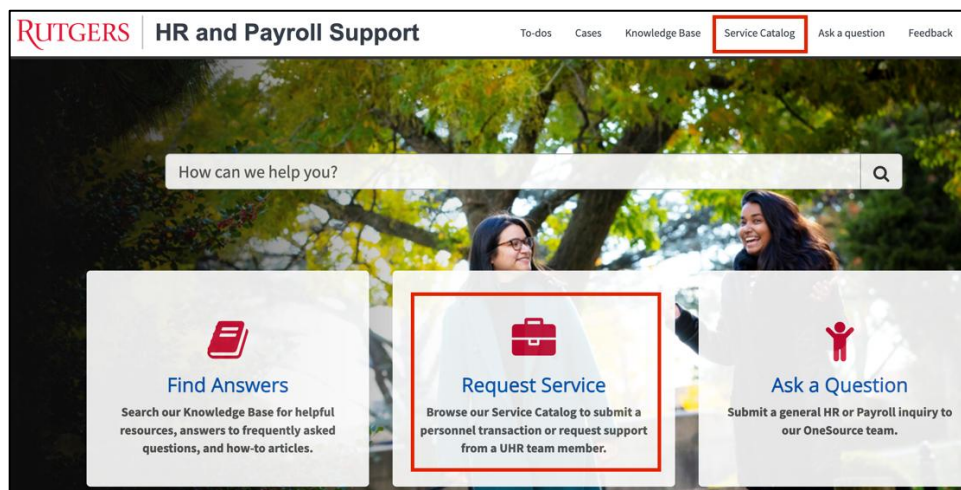 RUTGERS HR and Payroll Support To-dos Cases Knowledge Base Service Catalog Ask a question Feedback
How can we help you?
Find Answers
Search our Knowledge Base for helpful
resources, answers to frequently asked
questions, and how-to articles.
Request Service
Browse our Service Catalog to submit a
personnel transaction or request support
from a UHR team member.
Ask a Question
Submit a general HR or Payroll inquiry to
our OneSource team.